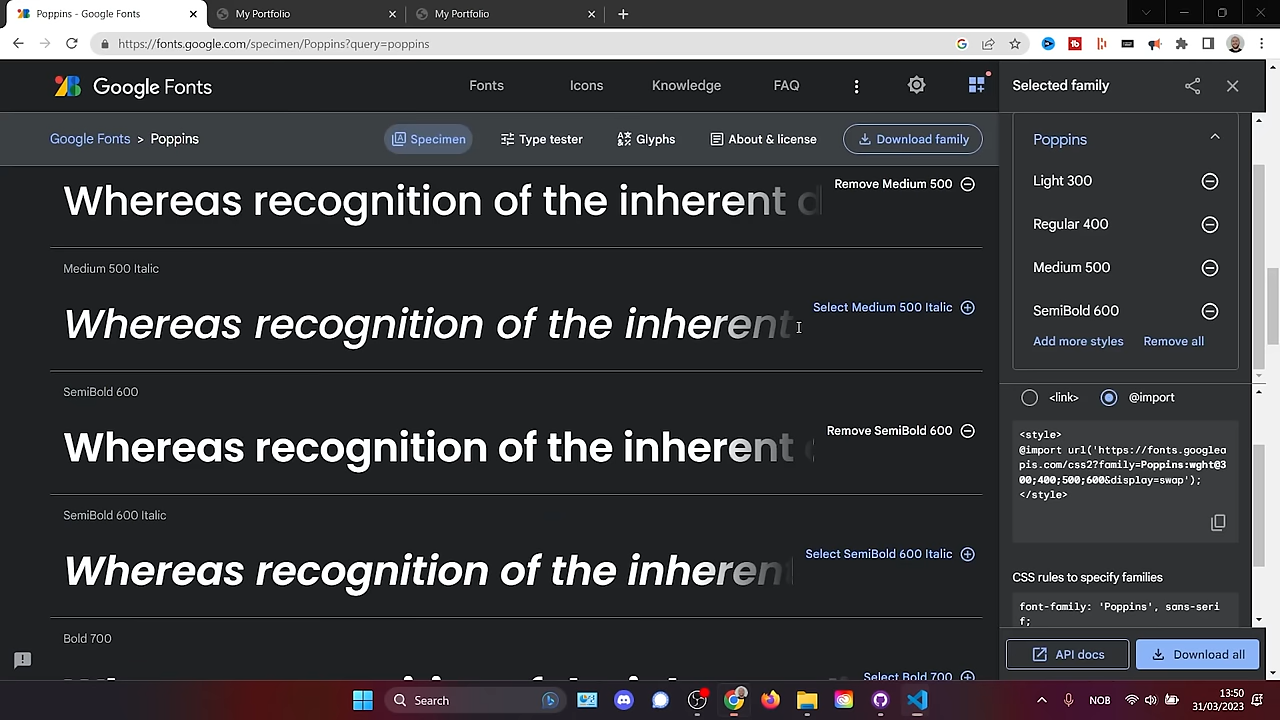 Poppins - Google Fonts
My Portfolio
My Portfolio
https://fonts.google.com/specimen/Poppins?query=poppins
Google Fonts
Fonts
Icons
Knowledge
FAQ
Selected family
Google Fonts > Poppins
Specimen
Type tester
Glyphs
About & license
Download family
Whereas recognition of the inherent
Remove Medium 500
Medium 500 Italic
Whereas recognition of the inherent
Select Medium 500 Italic
SemiBold 600
Whereas recognition of the inherent
Remove SemiBold 600
SemiBold 600 Italic
Whereas recognition of the inheren
Select SemiBold 600 Italic
Bold 700
Select Bold 700
Poppins
Light 300
Regular 400
Medium 500
SemiBold 600
Add more styles
Remove all
<link>
@import
<style>
@import url('https://fonts.googlea
pis.com/css2?family=Poppins:wght@3
00;400;500;600&display=swap');
</style>
CSS rules to specify families
font-family: 'Poppins', sans-seri
f;
API docs
Download all
Search
NOB
13:50
31/03/2023